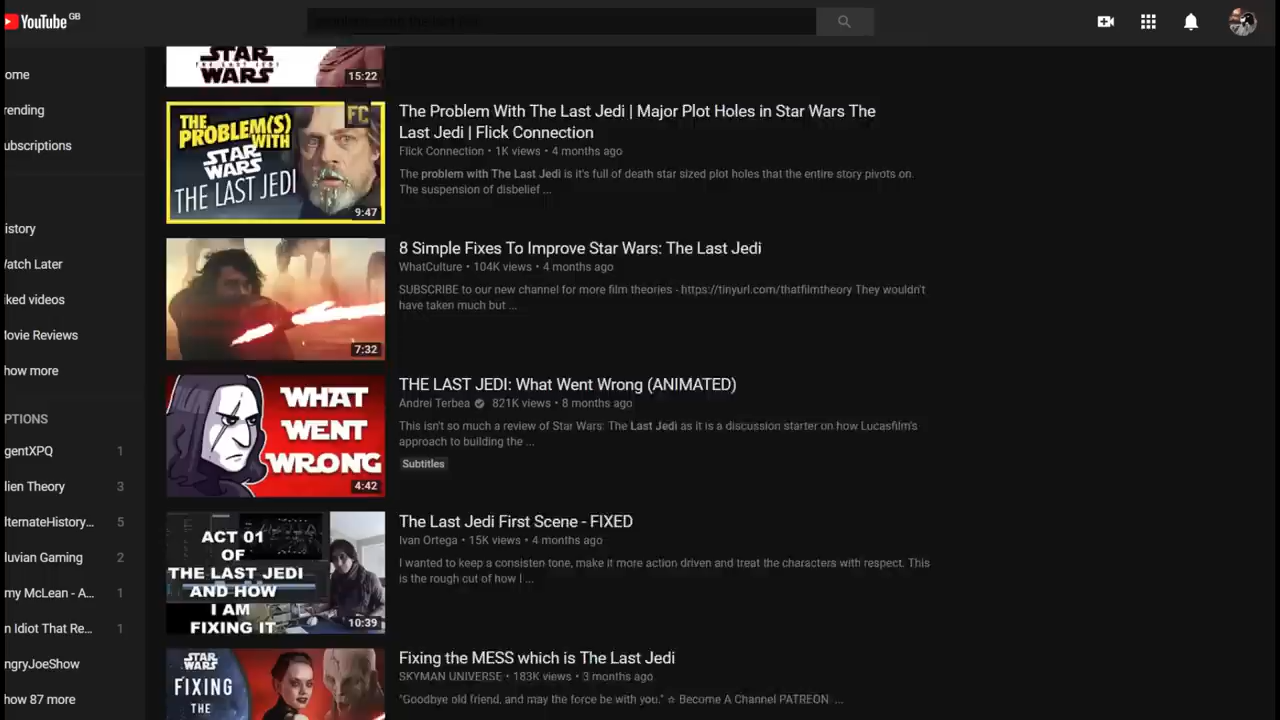 YouTube GB
STAR
THE LAST JEDI
WARS
15:22
ome
rending
ubscriptions
istory
Vatch Later
iked videos
Movie Reviews
how more
PTIONS
gentXPQ 1
lien Theory 3
lternateHistory... 5
luvian Gaming 2
my McLean - A... 1
n Idiot That Re... 1
ngryJoeShow
how 87 more
THE
PROBLEM(S)
WITH
STAR
WARS
THE LAST JEDI
FC
9:47
The Problem With The Last Jedi | Major Plot Holes in Star Wars The
Last Jedi | Flick Connection
Flick Connection • 1K views • 4 months ago
The problem with The Last Jedi is it's full of death star sized plot holes that the entire story pivots on.
The suspension of disbelief ...
7:32
8 Simple Fixes To Improve Star Wars: The Last Jedi
WhatCulture • 104K views • 4 months ago
SUBSCRIBE to our new channel for more film theories - https://tinyurl.com/thatfilmtheory They wouldn't
have taken much but ...
WHAT
WENT
WRONG
4:42
THE LAST JEDI: What Went Wrong (ANIMATED)
Andrei Terbea 821K views • 8 months ago
This isn't so much a review of Star Wars: The Last Jedi as it is a discussion starter on how Lucasfilm's
approach to building the ...
Subtitles
ACT 01
OF
THE LAST JEDI
AND HOW
I AM
FIXING IT
10:39
The Last Jedi First Scene - FIXED
Ivan Ortega • 15K views • 4 months ago
I wanted to keep a consisten tone, make it more action driven and treat the characters with respect. This
is the rough out of how I ...
STAR
WARS
FIXING
THE
Fixing the MESS which is The Last Jedi
SKYMAN UNIVERSE • 183K views • 3 months ago
"Goodbye old friend, and may the force be with you." ☆ Become A Channel PATREON ...